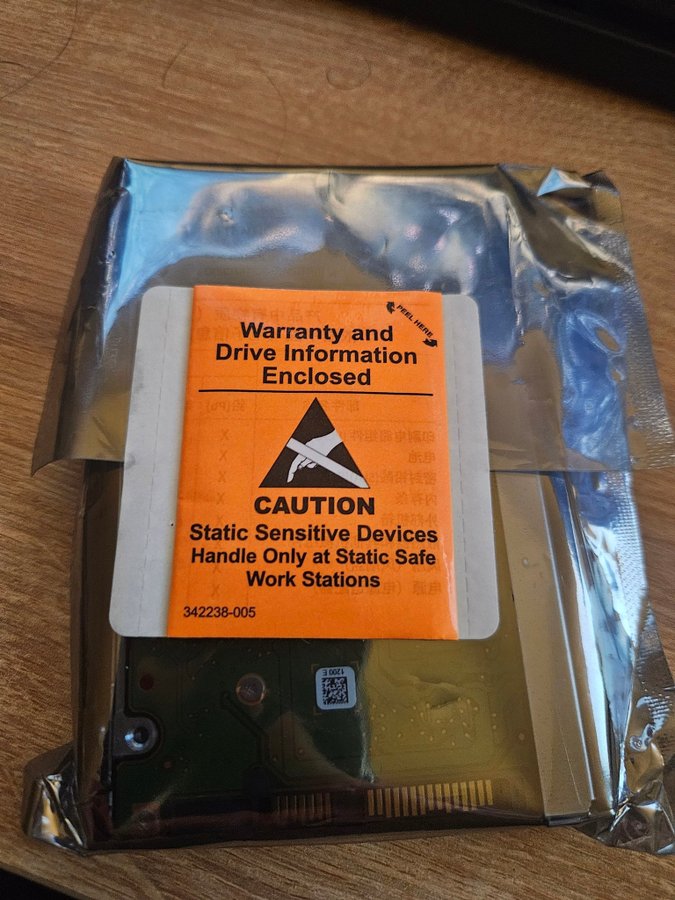 PEEL HERE
Warranty and
Drive Information
Enclosed
CAUTION
Static Sensitive Devices
Handle Only at Static Safe
Work Stations
342238-005
1200 E